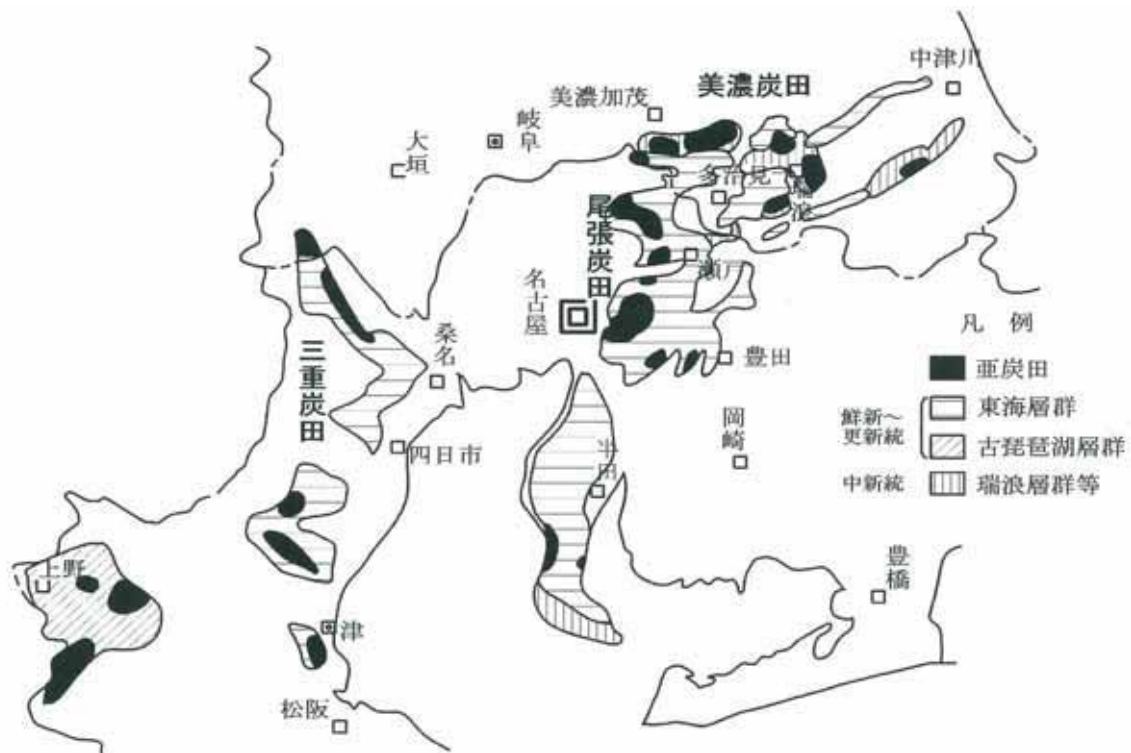 中津川
美濃炭田
美濃加茂
岐阜
大垣
多治見
瑞浪
尾張炭田
瀬戸
名古屋
桑名
三重炭田
豊田
四日市
岡崎
半田
上野
津
松阪
豊橋
凡 例
亜炭田
鮮新〜更新統
東海層群
古琵琶湖層群
中新統
瑞浪層群等